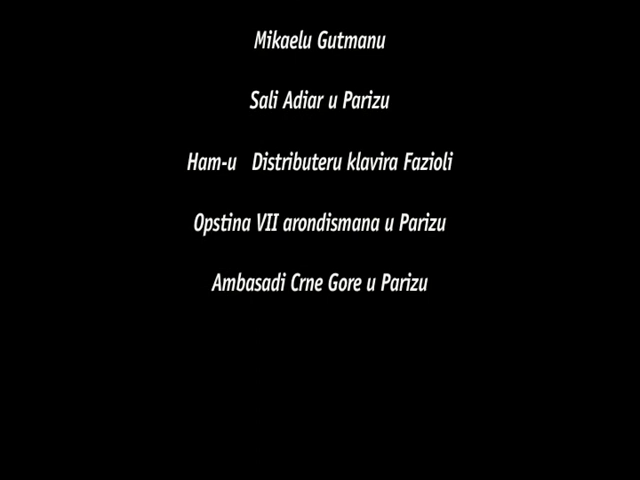 Mikaelu Gutmanu
Sali Adiar u Parizu
Ham-u Distributeru klavira Fazioli
Opstina VII arondismana u Parizu
Ambasadi Crne Gore u Parizu